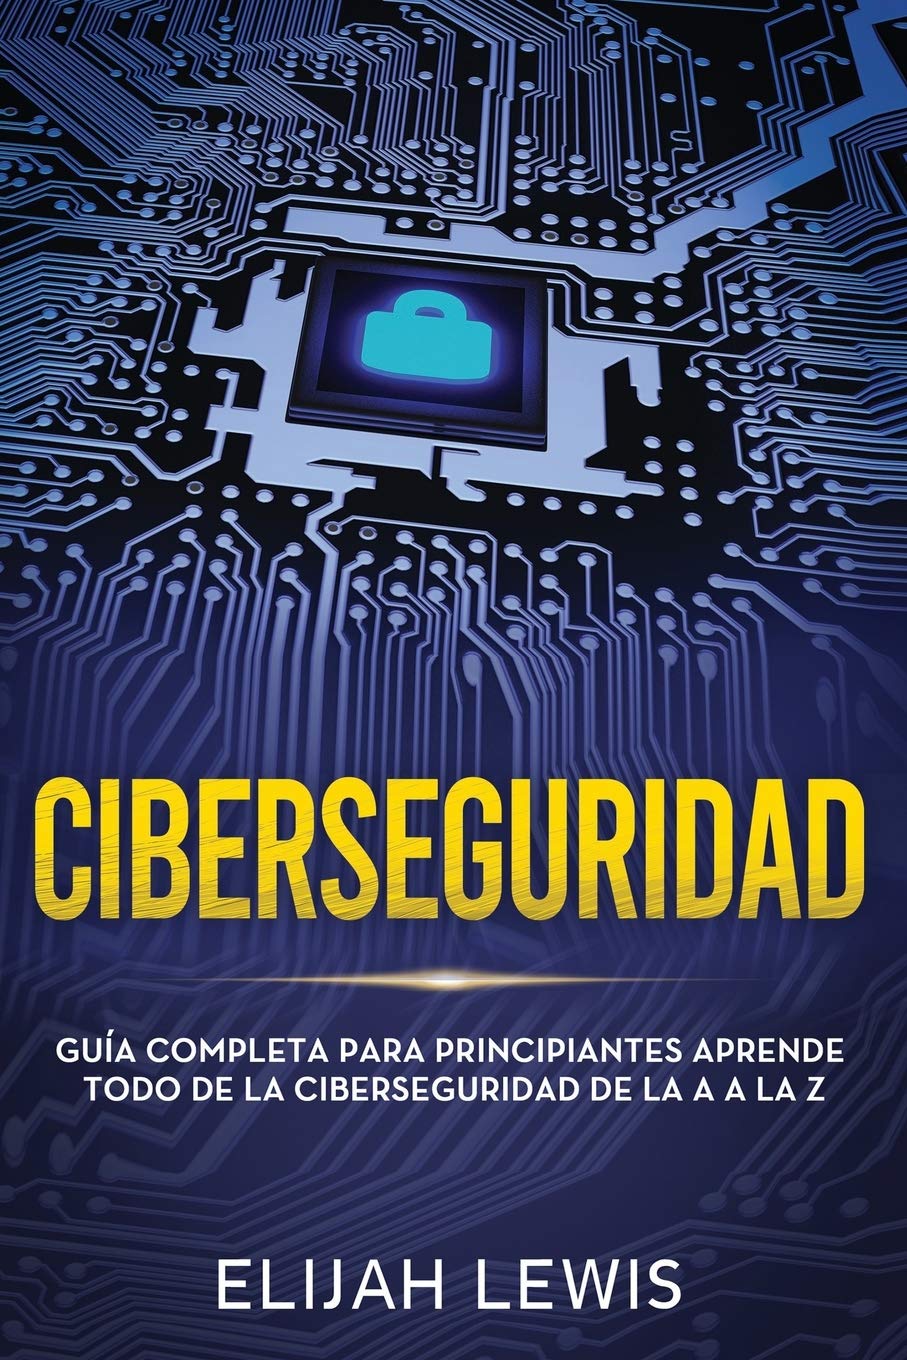 CIBERSEGURIDAD
GUÍA COMPLETA PARA PRINCIPIANTES APRENDE
TODO DE LA CIBERSEGURIDAD DE LA A A LA Z
ELIJAH LEWIS